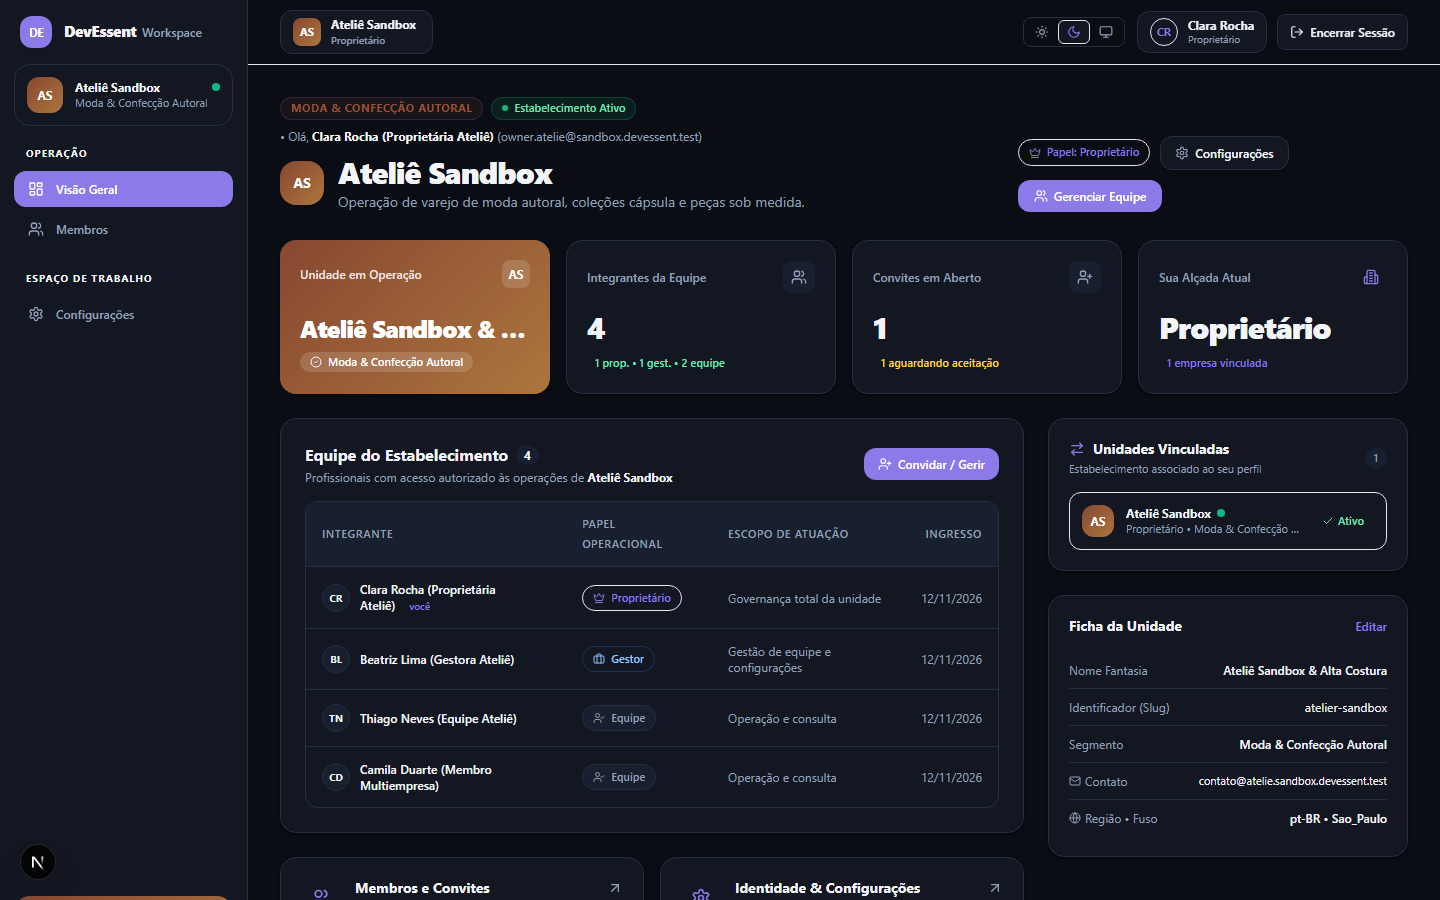 DE DevEssent Workspace
AS Ateliê Sandbox
Moda & Confecção Autoral
OPERAÇÃO
Visão Geral
Membros
ESPAÇO DE TRABALHO
Configurações
N
AS Ateliê Sandbox
Proprietário
CR Clara Rocha
Proprietário
Encerrar Sessão
MODA & CONFECÇÃO AUTORAL
Estabelecimento Ativo
• Olá, Clara Rocha (Proprietária Ateliê) (owner.atelie@sandbox.devessent.test)
AS Ateliê Sandbox
Operação de varejo de moda autoral, coleções cápsula e peças sob medida.
Papel: Proprietário
Configurações
Gerenciar Equipe
Unidade em Operação AS
Ateliê Sandbox & ...
Moda & Confecção Autoral
Integrantes da Equipe
4
1 prop. • 1 gest. • 2 equipe
Convites em Aberto
1
1 aguardando aceitação
Sua Alçada Atual
Proprietário
1 empresa vinculada
Equipe do Estabelecimento 4
Profissionais com acesso autorizado às operações de Ateliê Sandbox
Convidar / Gerir
INTEGRANTE PAPEL OPERACIONAL ESCOPO DE ATUAÇÃO INGRESSO
CR Clara Rocha (Proprietária Ateliê) você Proprietário Governança total da unidade 12/11/2026
BL Beatriz Lima (Gestora Ateliê) Gestor Gestão de equipe e configurações 12/11/2026
TN Thiago Neves (Equipe Ateliê) Equipe Operação e consulta 12/11/2026
CD Camila Duarte (Membro Multiempresa) Equipe Operação e consulta 12/11/2026
Membros e Convites
Identidade & Configurações
Unidades Vinculadas 1
Estabelecimento associado ao seu perfil
AS Ateliê Sandbox
Proprietário • Moda & Confecção ...
Ativo
Ficha da Unidade Editar
Nome Fantasia Ateliê Sandbox & Alta Costura
Identificador (Slug) atelier-sandbox
Segmento Moda & Confecção Autoral
Contato contato@atelie.sandbox.devessent.test
Região • Fuso pt-BR • Sao_Paulo